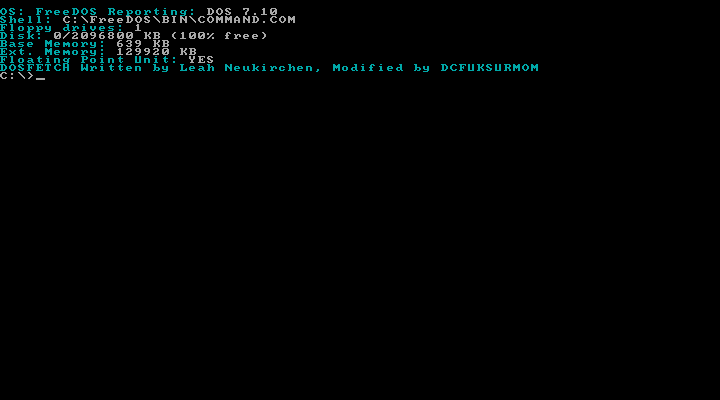 OS: FreeDOS Reporting: DOS 7.10
Shell: C:\FreeDOS\BIN\COMMAND.COM
Floppy drives: 1
Disk: 0/2096800 KB (100% free)
Base Memory: 639 KB
Ext. Memory: 129920 KB
Floating Point Unit: YES
DOSFETCH Written by Leah Neukirchen, Modified by DCFUKSURMOM
C:\>_